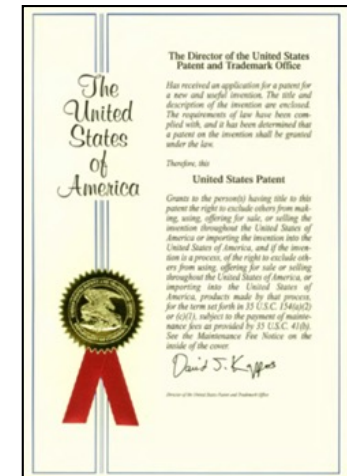 The
United
States
of
America
The Director of the United States
Patent and Trademark Office
Has received an application for a patent for
a new and useful invention. The title and
description of the invention are enclosed.
The requirements of law have been com-
plied with, and it has been determined that
a patent on the invention shall be granted
under the law.
Therefore, this
United States Patent
Grants to the person(s) having title to this
patent the right to exclude others from mak-
ing, using, offering for sale, or selling the
invention throughout the United States of
America or importing the invention into the
United States of America, and if the inven-
tion is a process, of the right to exclude oth-
ers from using, offering for sale or selling
throughout the United States of America, or
importing into the United States of
America, products made by that process,
for the term set forth in 35 U.S.C. 154(a)(2)
or (c)(1), subject to the payment of mainte-
nance fees as provided by 35 U.S.C. 41(b).
See the Maintenance Fee Notice on the
inside of the cover.
David J. Kappos
Director of the United States Patent and Trademark Office